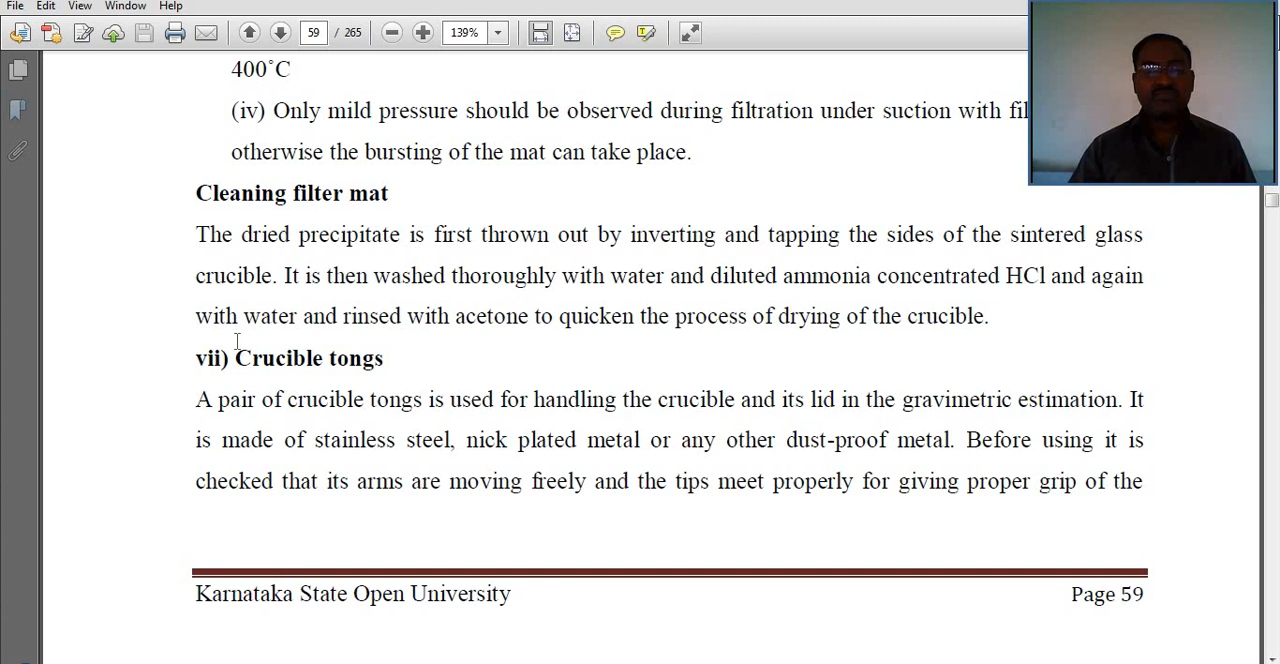 File Edit View Window Help
59 / 265 139%
400˚C
(iv) Only mild pressure should be observed during filtration under suction with
otherwise the bursting of the mat can take place.
Cleaning filter mat
The dried precipitate is first thrown out by inverting and tapping the sides of the sintered glass
crucible. It is then washed thoroughly with water and diluted ammonia concentrated HCl and again
with water and rinsed with acetone to quicken the process of drying of the crucible.
vii) Crucible tongs
A pair of crucible tongs is used for handling the crucible and its lid in the gravimetric estimation. It
is made of stainless steel, nick plated metal or any other dust-proof metal. Before using it is
checked that its arms are moving freely and the tips meet properly for giving proper grip of the
Karnataka State Open University
Page 59